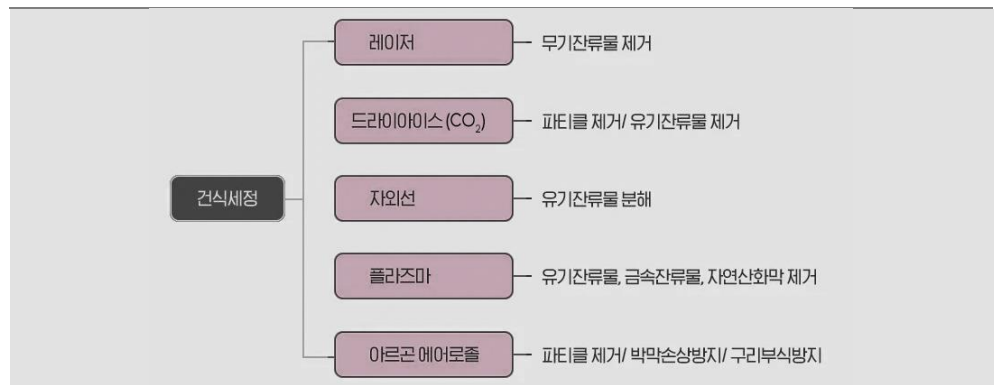 레이저
무기잔류물 제거
드라이아이스 (CO₂)
파티클 제거/ 유기잔류물 제거
건식세정
자외선
유기잔류물 분해
플라즈마
유기잔류물, 금속잔류물, 자연산화막 제거
아르곤 에어로졸
파티클 제거/ 박막손상방지/ 구리부식방지